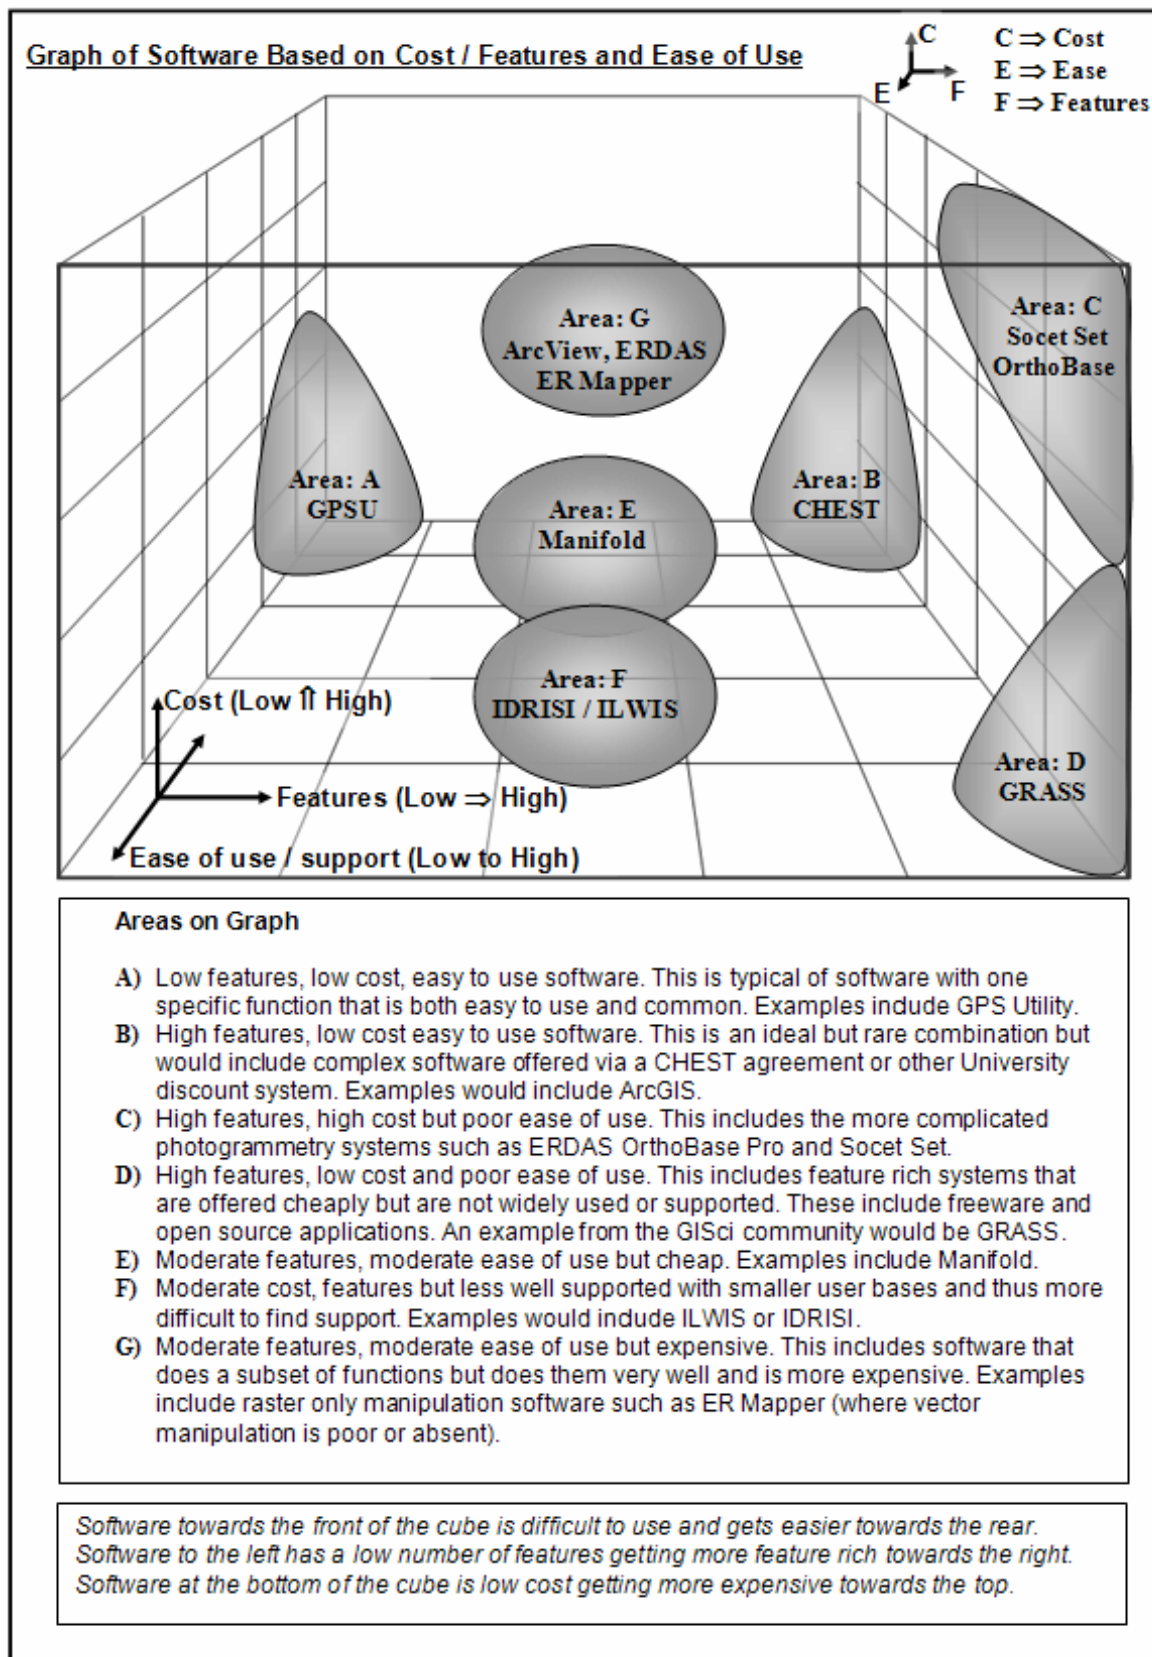 Graph of Software Based on Cost / Features and Ease of Use
C
E
F
C ⇒ Cost
E ⇒ Ease
F ⇒ Features
Area: G
ArcView, ERDAS
ER Mapper
Area: C
Socet Set
OrthoBase
Area: A
GPSU
Area: B
CHEST
Area: E
Manifold
Area: F
IDRISI / ILWIS
Area: D
GRASS
Cost (Low ⇑ High)
Features (Low ⇒ High)
Ease of use / support (Low to High)
Areas on Graph
A) Low features, low cost, easy to use software. This is typical of software with one
specific function that is both easy to use and common. Examples include GPS Utility.
B) High features, low cost easy to use software. This is an ideal but rare combination but
would include complex software offered via a CHEST agreement or other University
discount system. Examples would include ArcGIS.
C) High features, high cost but poor ease of use. This includes the more complicated
photogrammetry systems such as ERDAS OrthoBase Pro and Socet Set.
D) High features, low cost and poor ease of use. This includes feature rich systems that
are offered cheaply but are not widely used or supported. These include freeware and
open source applications. An example from the GISci community would be GRASS.
E) Moderate features, moderate ease of use but cheap. Examples include Manifold.
F) Moderate cost, features but less well supported with smaller user bases and thus more
difficult to find support. Examples would include ILWIS or IDRISI.
G) Moderate features, moderate ease of use but expensive. This includes software that
does a subset of functions but does them very well and is more expensive. Examples
include raster only manipulation software such as ER Mapper (where vector
manipulation is poor or absent).
Software towards the front of the cube is difficult to use and gets easier towards the rear.
Software to the left has a low number of features getting more feature rich towards the right.
Software at the bottom of the cube is low cost getting more expensive towards the top.